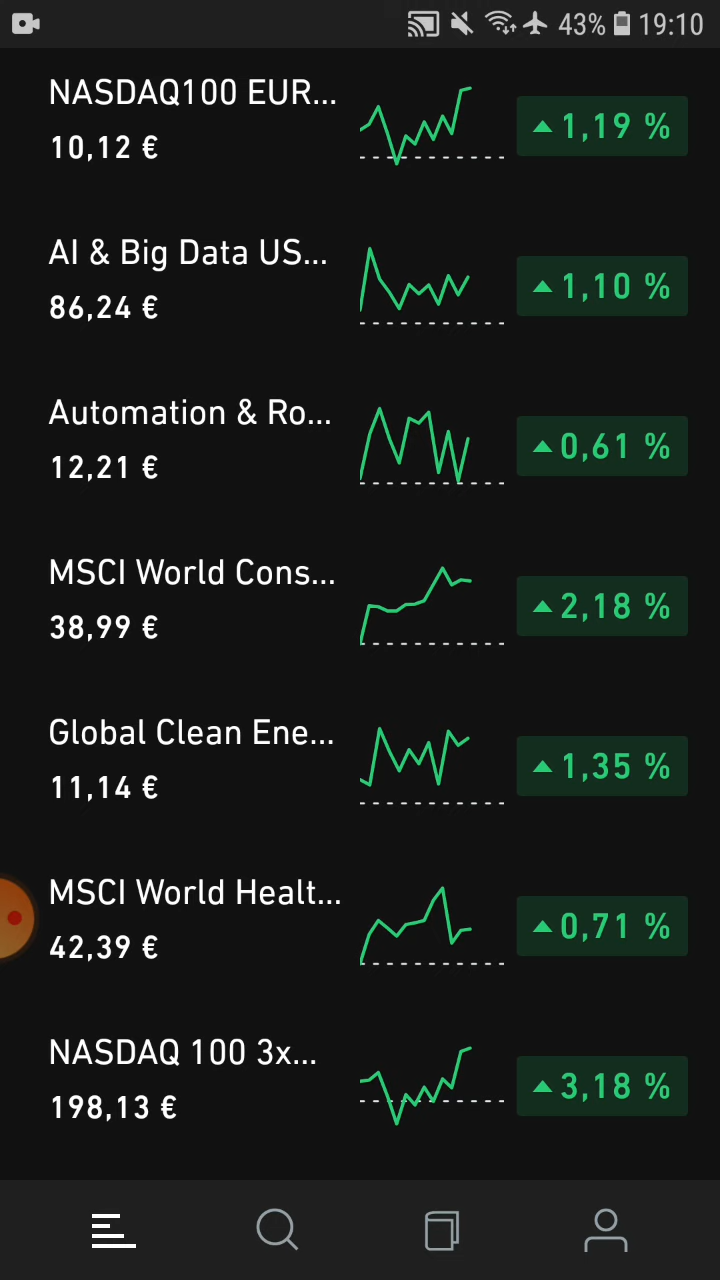 43% 19:10
NASDAQ100 EUR...
10,12 €
1,19 %
AI & Big Data US...
86,24 €
1,10 %
Automation & Ro...
12,21 €
0,61 %
MSCI World Cons...
38,99 €
2,18 %
Global Clean Ene...
11,14 €
1,35 %
MSCI World Healt...
42,39 €
0,71 %
NASDAQ 100 3x...
198,13 €
3,18 %